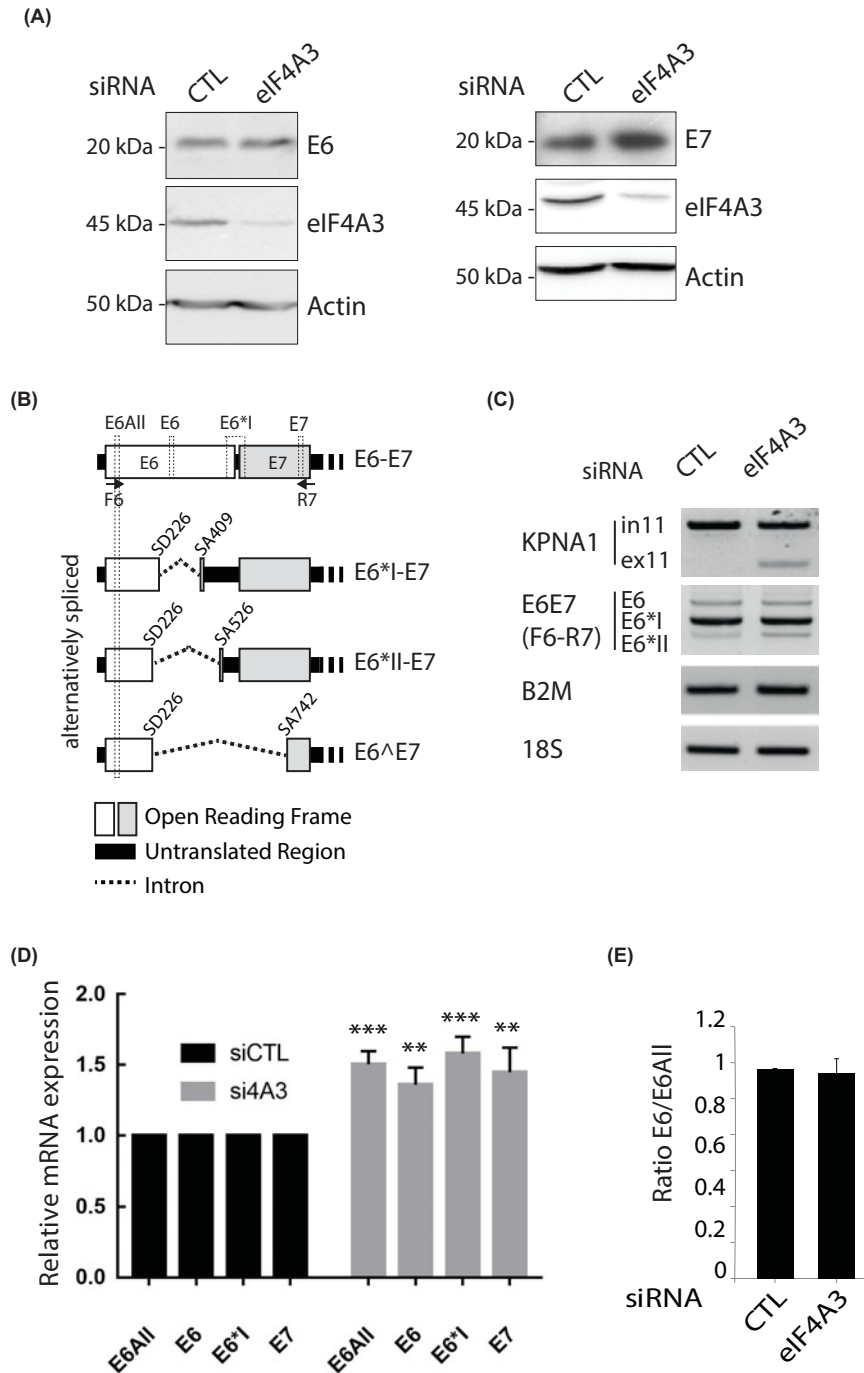 (A)
siRNA CTL eIF4A3
20 kDa - E6
45 kDa - eIF4A3
50 kDa - Actin
siRNA CTL eIF4A3
20 kDa - E7
45 kDa - eIF4A3
50 kDa - Actin
(B)
E6All E6 E6*I E7
E6 E7 E6-E7
F6 R7
alternatively spliced
SD226 SA409
E6*I-E7
SD226 SA526
E6*II-E7
SD226 SA742
E6^E7
Open Reading Frame
Untranslated Region
Intron
(C)
siRNA CTL eIF4A3
KPNA1 in11
ex11
E6E7 E6
(F6-R7) E6*I
E6*II
B2M
18S
(D)
Relative mRNA expression
2.0
1.5
1.0
0.5
0.0
siCTL
si4A3
*** ** *** **
E6All E6 E6*I E7 E6All E6 E6*I E7
(E)
Ratio E6/E6All
1.2
1
0.8
0.6
0.4
0.2
0
siRNA CTL eIF4A3